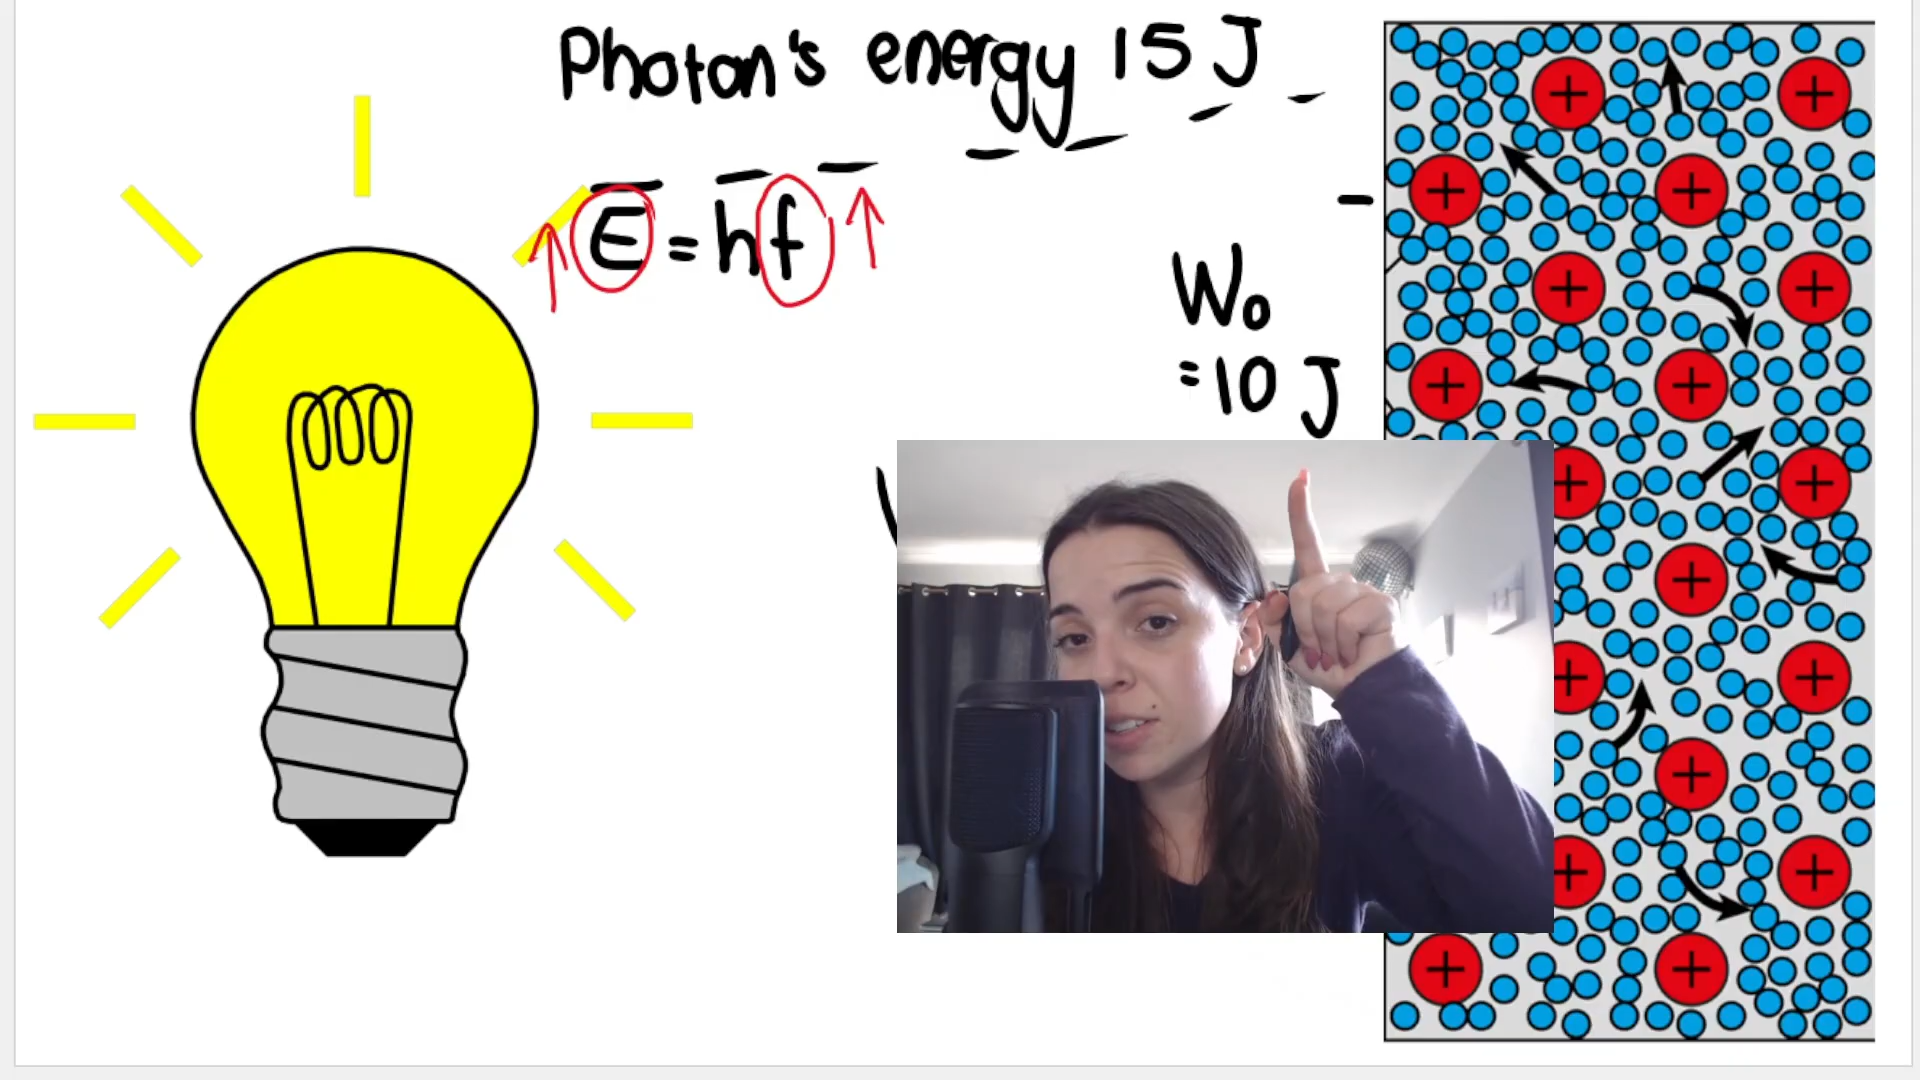 Photon's energy 15 J
E = hf
W₀
= 10 J
+ +
+ +
+ +
+ +
+ +
+
+ +
+
+ +
+ +